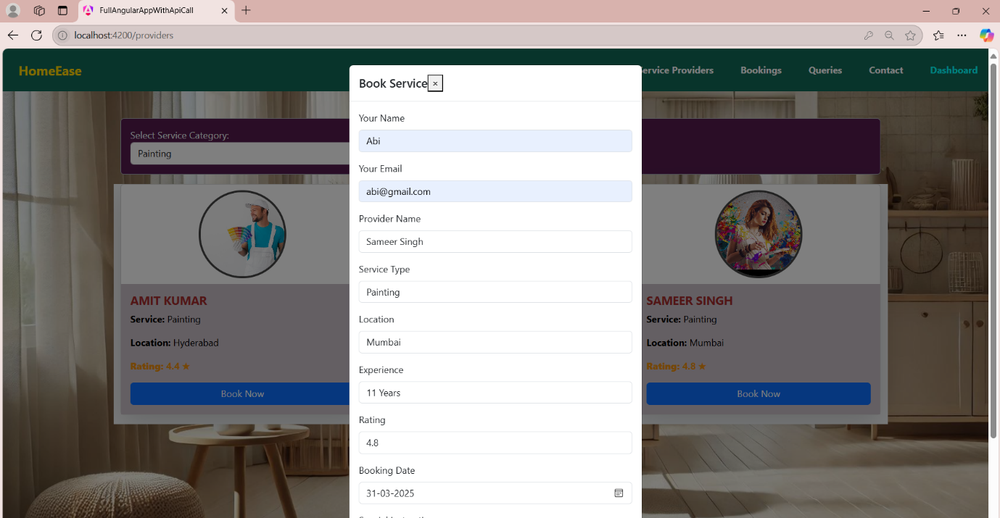 FullAngularAppWithApiCall
localhost:4200/providers
HomeEase
Service Providers
Bookings
Queries
Contact
Dashboard
Book Service ×
Your Name
Abi
Your Email
abi@gmail.com
Provider Name
Sameer Singh
Service Type
Painting
Location
Mumbai
Experience
11 Years
Rating
4.8
Booking Date
31-03-2025
Select Service Category:
Painting
AMIT KUMAR
Service: Painting
Location: Hyderabad
Rating: 4.4 ★
Book Now
SAMEER SINGH
Service: Painting
Location: Mumbai
Rating: 4.8 ★
Book Now